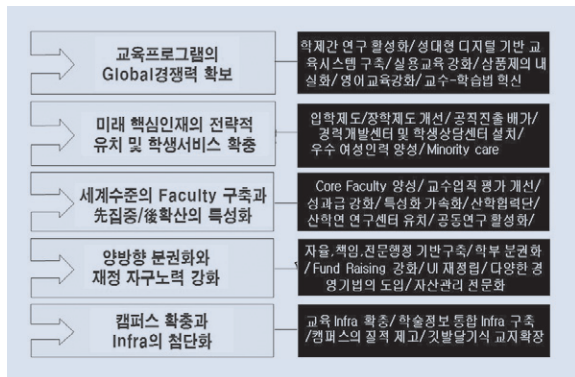 교육프로그램의
Global경쟁력 확보
학제간 연구 활성화/성대형 디지털 기반 교
육시스템 구축/실용교육 강화/삼품제의 내
실화/영어교육강화/교수-학습법 혁신
미래 핵심인재의 전략적
유치 및 학생서비스 확충
입학제도/장학제도 개선/공직진출 배가/
경력개발센터 및 학생상담센터 설치/
우수 여성인력 양성/Minority care
세계수준의 Faculty 구축과
先집중/後확산의 특성화
Core Faculty 양성/교수업적 평가 개선/
성과급 강화/특성화 가속화/산학협력단/
산학연 연구센터 유치/공동연구 활성화/
양방향 분권화와
재정 자구노력 강화
자율,책임,전문행정 기반구축/학부 분권화
/Fund Raising 강화/UI 재정립/다양한 경
영기법의 도입/자산관리 전문화
캠퍼스 확충과
Infra의 첨단화
교육 Infra 확충/학술정보 통합 Infra 구축
/캠퍼스의 질적 제고/깃발달기식 교지확장